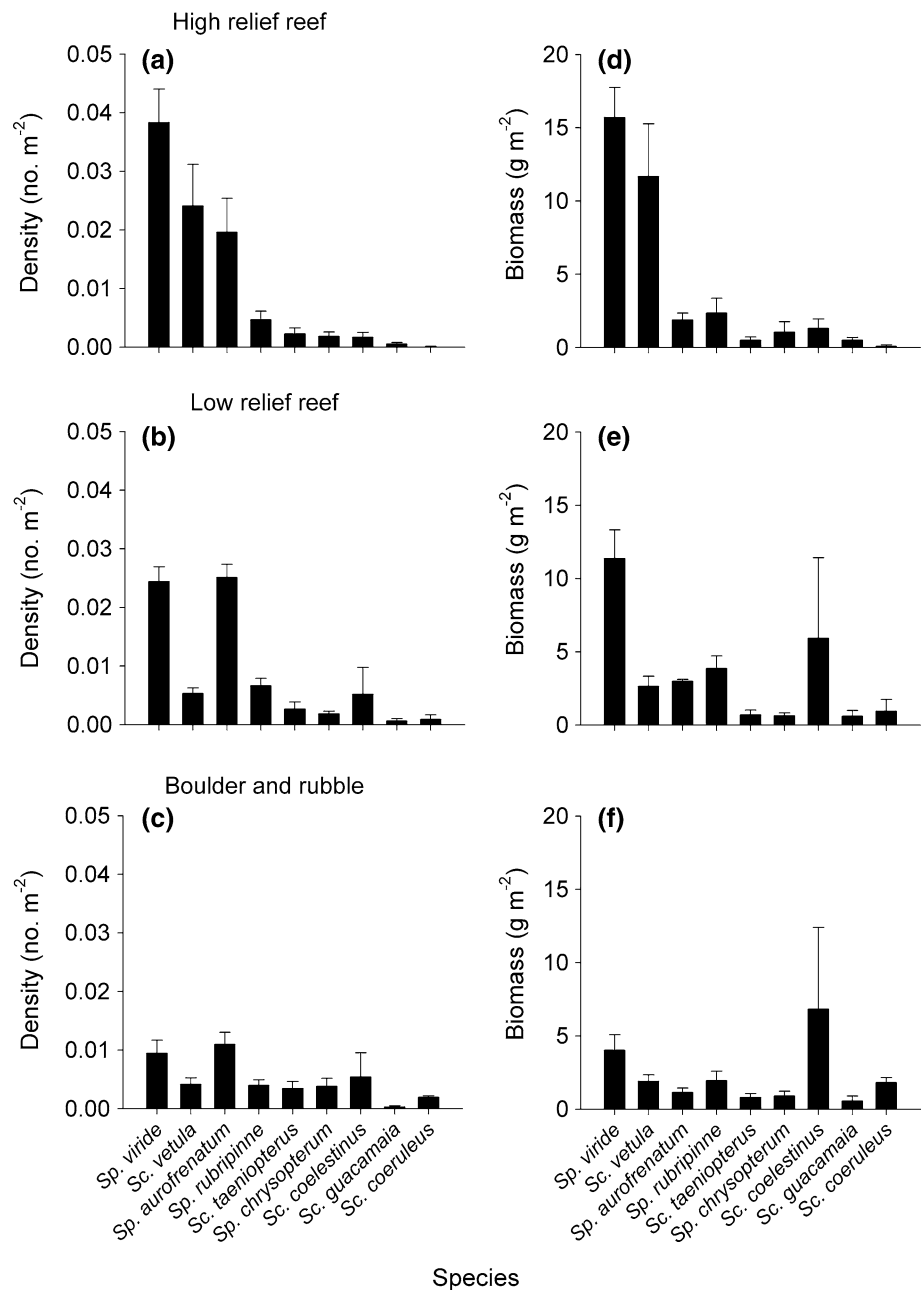 High relief reef
(a)
0.05
0.04
0.03
0.02
0.01
0.00
Density (no. m-2)
(d)
20
15
10
5
0
Biomass (g m-2)
Low relief reef
(b)
0.05
0.04
0.03
0.02
0.01
0.00
Density (no. m-2)
(e)
20
15
10
5
0
Biomass (g m-2)
Boulder and rubble
(c)
0.05
0.04
0.03
0.02
0.01
0.00
Density (no. m-2)
Sp. viride
Sc. vetula
Sp. aurofrenatum
Sp. rubripinne
Sc. taeniopterus
Sp. chrysopterum
Sc. coelestinus
Sc. guacamaia
Sc. coeruleus
(f)
20
15
10
5
0
Biomass (g m-2)
Sp. viride
Sc. vetula
Sp. aurofrenatum
Sp. rubripinne
Sc. taeniopterus
Sp. chrysopterum
Sc. coelestinus
Sc. guacamaia
Sc. coeruleus
Species